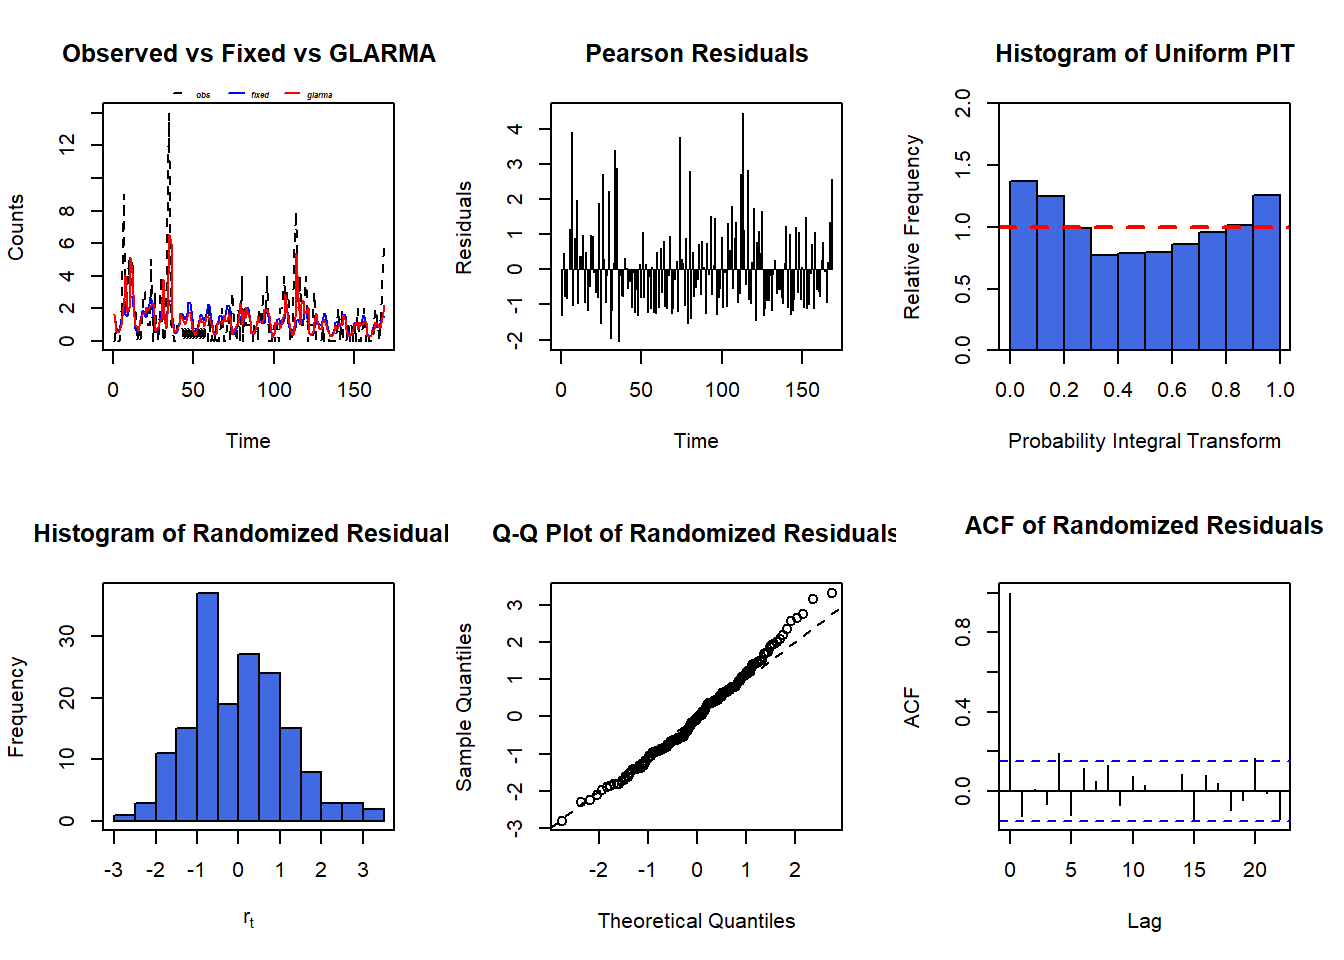 Observed vs Fixed vs GLARMA
obs fixed glarma
Counts
0 2 4 6 8 12
0 50 100 150
Time
Pearson Residuals
Residuals
-2 -1 0 1 2 3 4
0 50 100 150
Time
Histogram of Uniform PIT
Relative Frequency
0.0 0.5 1.0 1.5 2.0
0.0 0.2 0.4 0.6 0.8 1.0
Probability Integral Transform
Histogram of Randomized Residual
Frequency
0 10 20 30
-3 -2 -1 0 1 2 3
rt
Q-Q Plot of Randomized Residuals
Sample Quantiles
-3 -2 -1 0 1 2 3
-2 -1 0 1 2
Theoretical Quantiles
ACF of Randomized Residuals
ACF
0.0 0.4 0.8
0 5 10 15 20
Lag